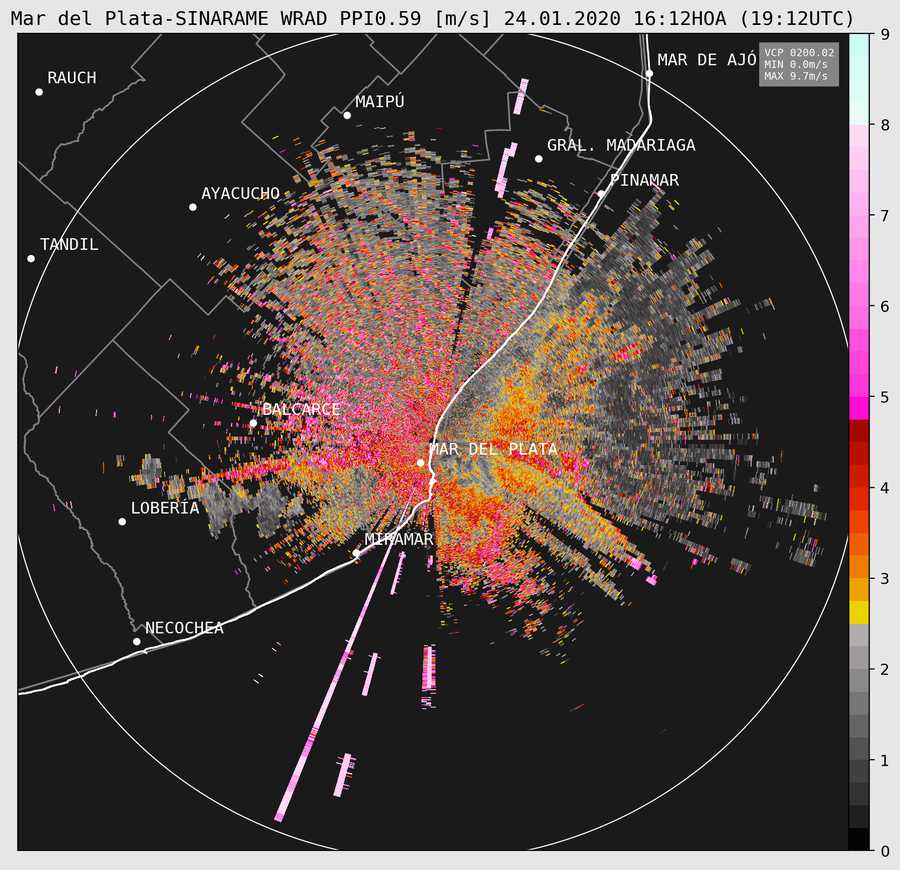 Mar del Plata-SINARAME WRAD PPI0.59 [m/s] 24.01.2020 16:12HOA (19:12UTC)
VCP 0200.02
MIN 0.0m/s
MAX 9.7m/s
MAR DE AJÓ
RAUCH
MAIPÚ
GRAL. MADARIAGA
PINAMAR
AYACUCHO
TANDIL
BALCARCE
MAR DEL PLATA
LOBERÍA
MIRAMAR
NECOCHEA
9
8
7
6
5
4
3
2
1
0